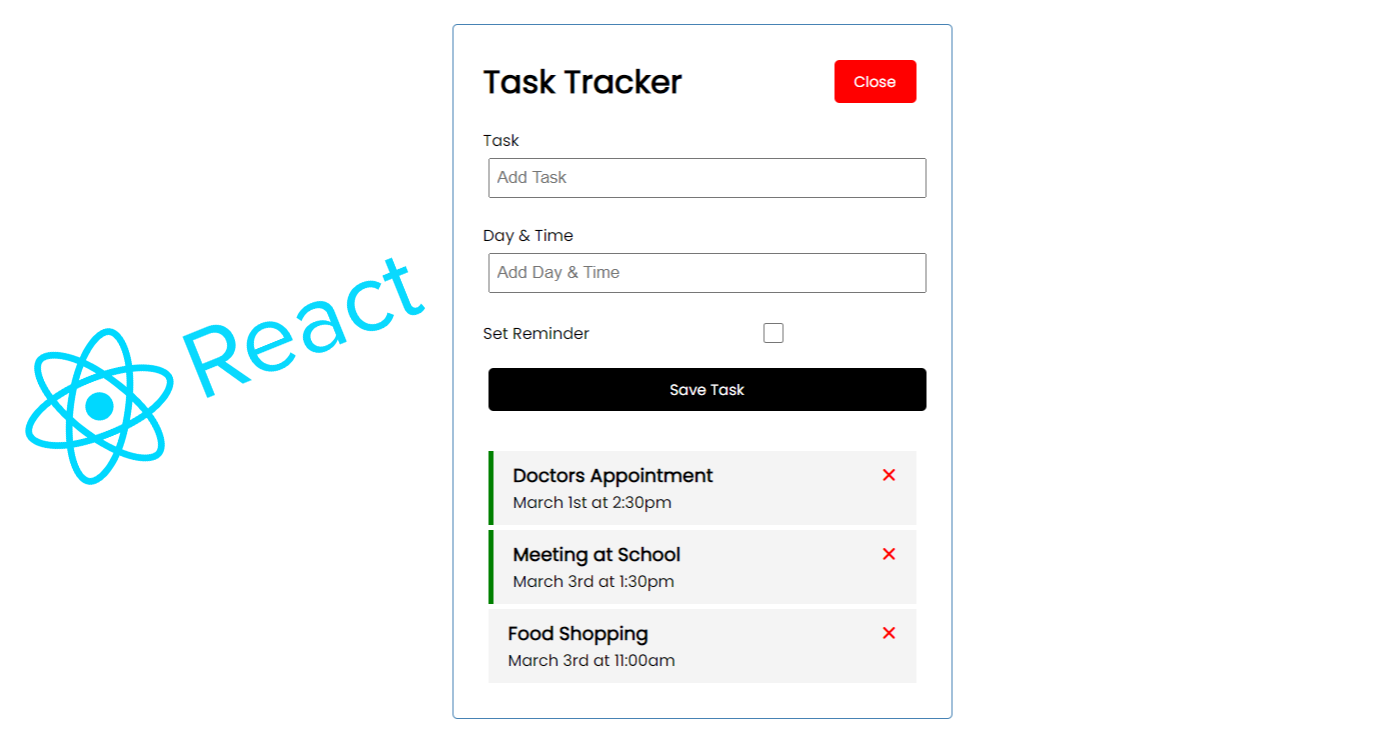 Task Tracker
Close
Task
Add Task
Day & Time
Add Day & Time
React
Set Reminder
Save Task
Doctors Appointment
March 1st at 2:30pm
Meeting at School
March 3rd at 1:30pm
Food Shopping
March 3rd at 11:00am